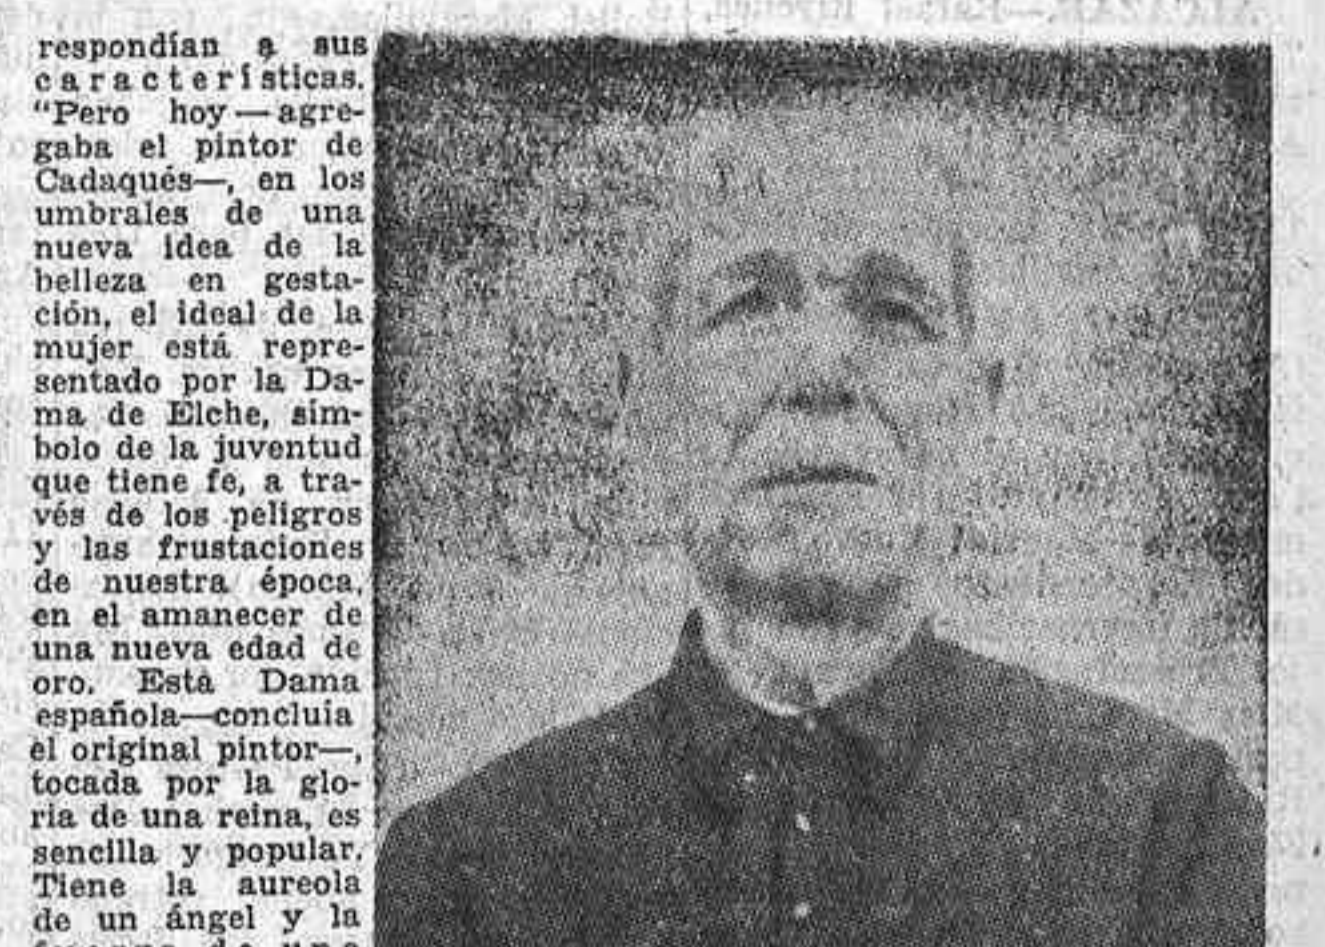 respondían a sus
características.
"Pero hoy—agre-
gaba el pintor de
Cadaqués—, en los
umbrales de una
nueva idea de la
belleza en gesta-
ción, el ideal de la
mujer está repre-
sentado por la Da-
ma de Elche, sím-
bolo de la juventud
que tiene fe, a tra-
vés de los peligros
y las frustaciones
de nuestra época,
en el amanecer de
una nueva edad de
oro. Esta Dama
española—concluía
el original pintor—,
tocada por la glo-
ria de una reina, es
sencilla y popular.
Tiene la aureola
de un ángel y la
de una